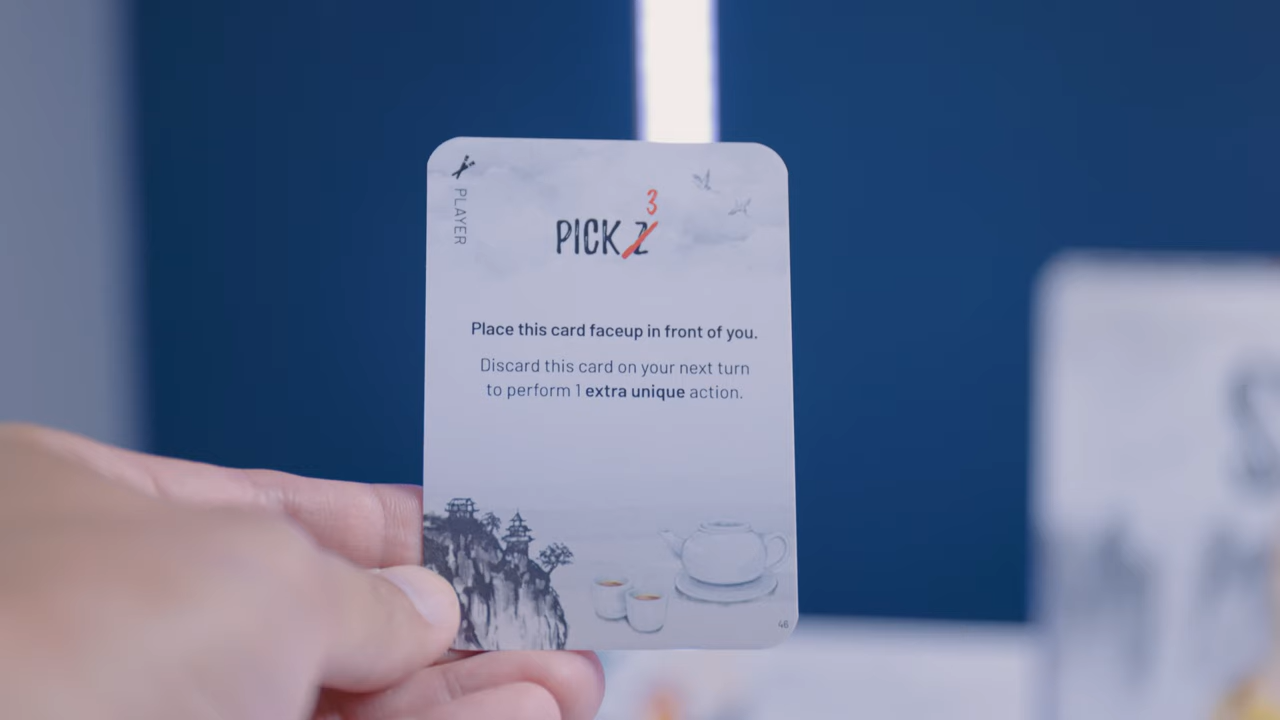 PLAYER
3
PICK 2
Place this card faceup in front of you.
Discard this card on your next turn
to perform 1 extra unique action.
46